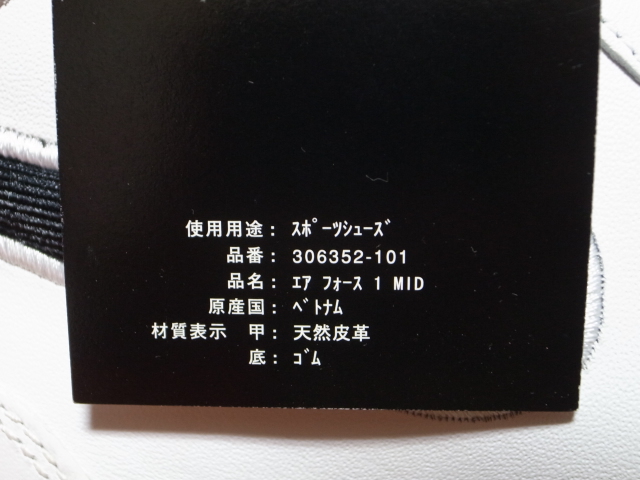 使用用途： ｽﾎﾟｰﾂｼｭｰｽﾞ
品番： 306352-101
品名： ｴｱ ﾌｫｰｽ 1 MID
原産国： ﾍﾞﾄﾅﾑ
材質表示 甲： 天然皮革
底： ｺﾞﾑ